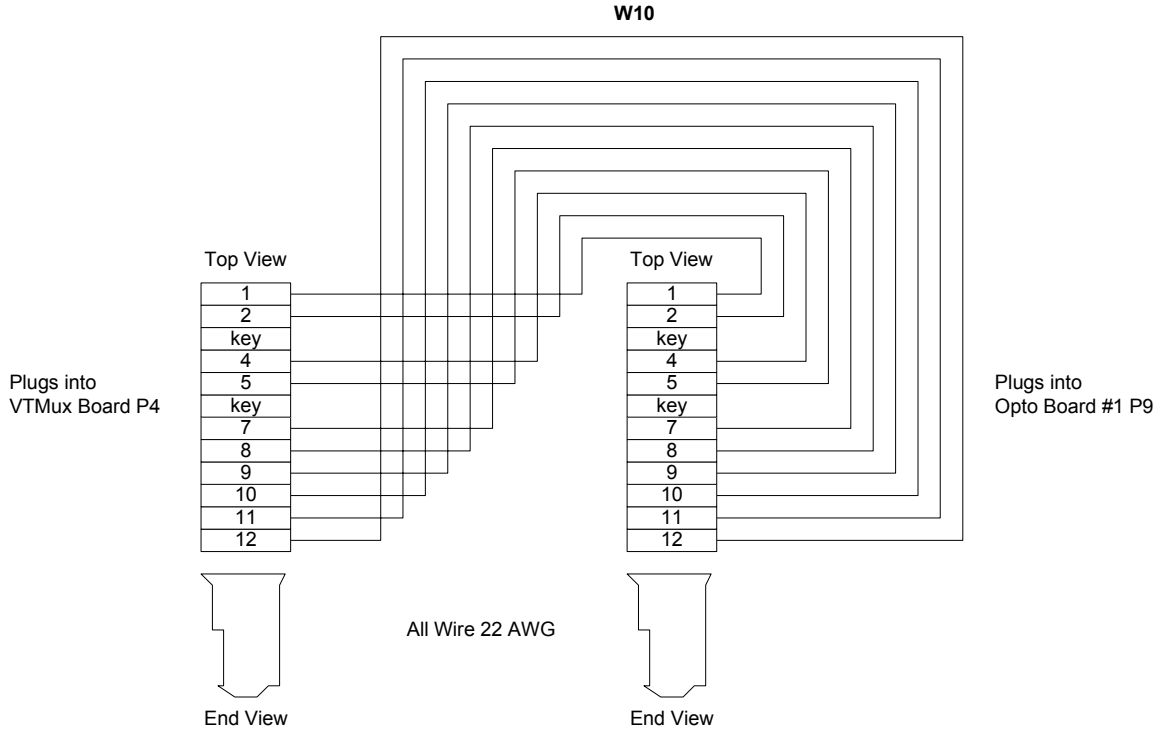 W10
Top View
1
2
key
4
5
key
7
8
9
10
11
12
Plugs into
VTMux Board P4
End View
All Wire 22 AWG
Top View
1
2
key
4
5
key
7
8
9
10
11
12
Plugs into
Opto Board #1 P9
End View